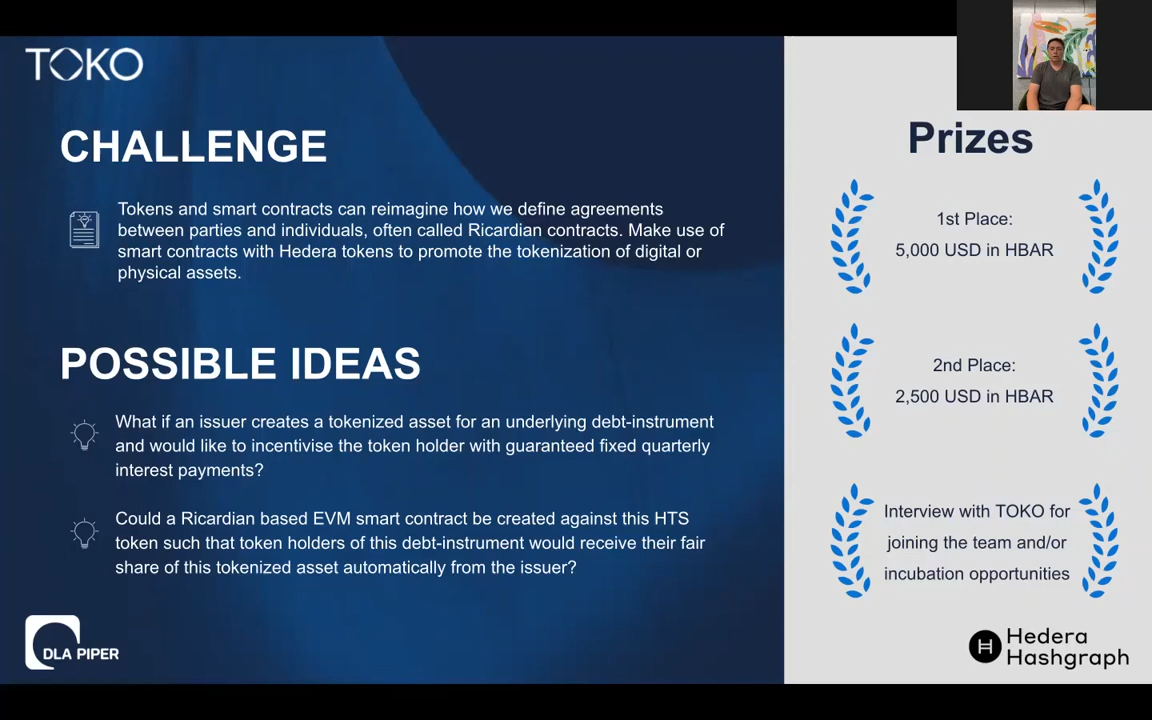 TOKO
CHALLENGE
Tokens and smart contracts can reimagine how we define agreements
between parties and individuals, often called Ricardian contracts. Make use of
smart contracts with Hedera tokens to promote the tokenization of digital or
physical assets.
POSSIBLE IDEAS
What if an issuer creates a tokenized asset for an underlying debt-instrument
and would like to incentivise the token holder with guaranteed fixed quarterly
interest payments?
Could a Ricardian based EVM smart contract be created against this HTS
token such that token holders of this debt-instrument would receive their fair
share of this tokenized asset automatically from the issuer?
DLA PIPER
Prizes
1st Place:
5,000 USD in HBAR
2nd Place:
2,500 USD in HBAR
Interview with TOKO for
joining the team and/or
incubation opportunities
Hedera
Hashgraph